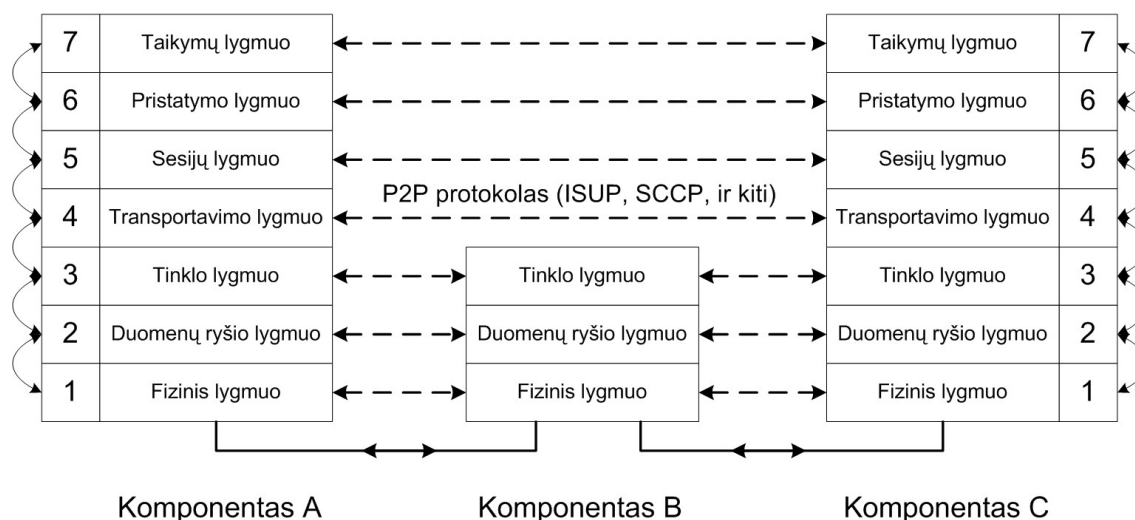 7 Taikymų lygmuo Taikymų lygmuo 7
6 Pristatymo lygmuo Pristatymo lygmuo 6
5 Sesijų lygmuo Sesijų lygmuo 5
P2P protokolas (ISUP, SCCP, ir kiti)
4 Transportavimo lygmuo Transportavimo lygmuo 4
3 Tinklo lygmuo Tinklo lygmuo Tinklo lygmuo 3
2 Duomenų ryšio lygmuo Duomenų ryšio lygmuo Duomenų ryšio lygmuo 2
1 Fizinis lygmuo Fizinis lygmuo Fizinis lygmuo 1
Komponentas A Komponentas B Komponentas C